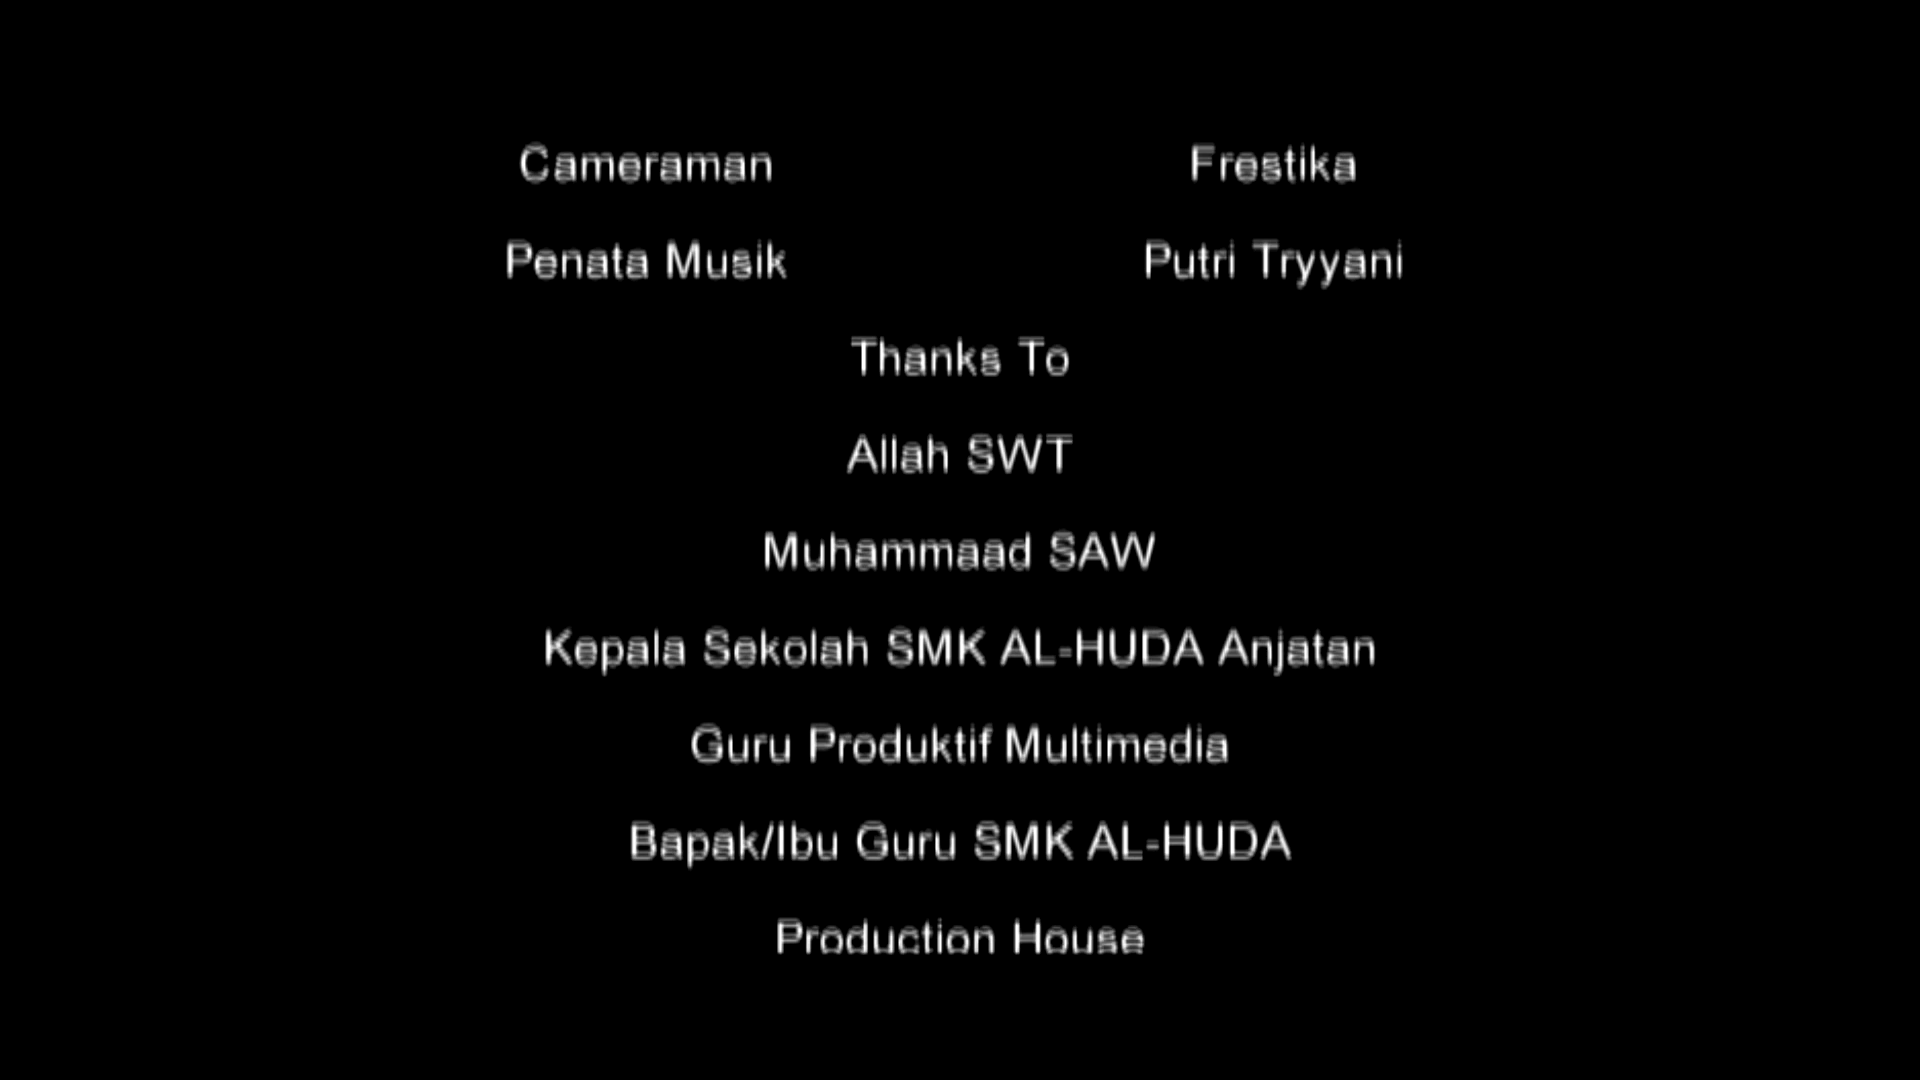 Cameraman Frestika
Penata Musik Putri Tryyani
Thanks To
Allah SWT
Muhammaad SAW
Kepala Sekolah SMK AL-HUDA Anjatan
Guru Produktif Multimedia
Bapak/Ibu Guru SMK AL-HUDA
Production House